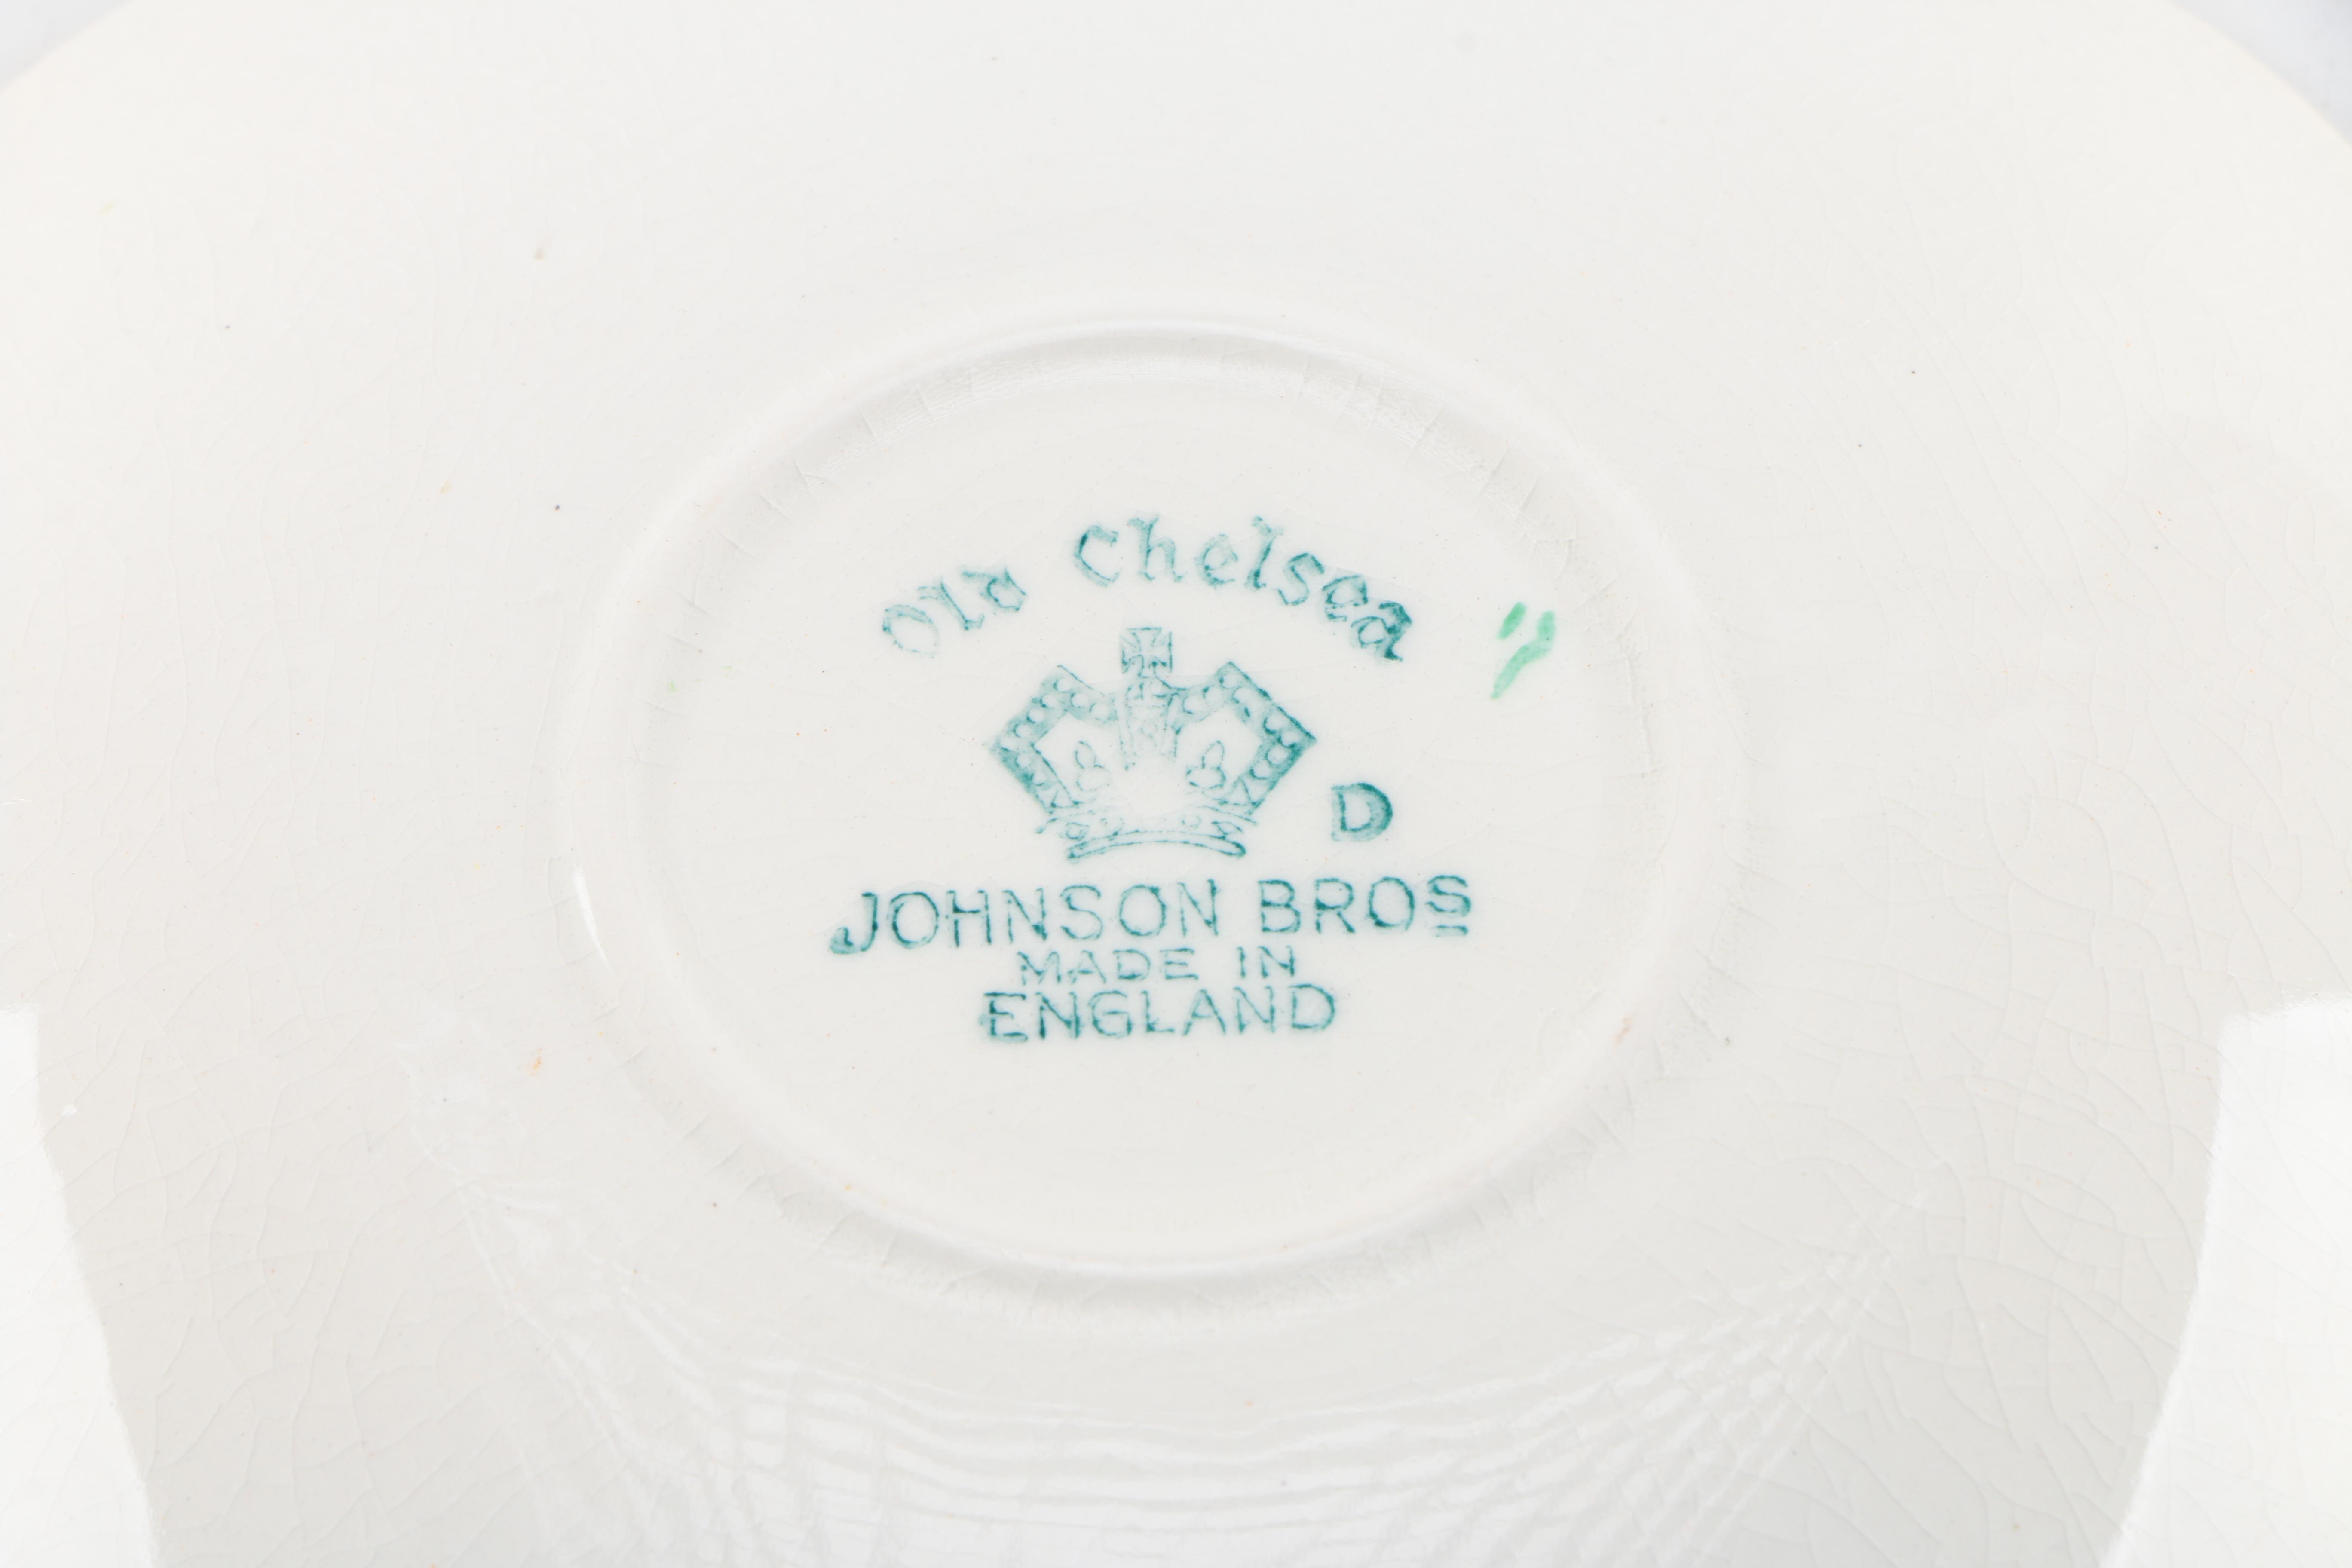 Old Chelsea
D
JOHNSON BROS
MADE IN
ENGLAND